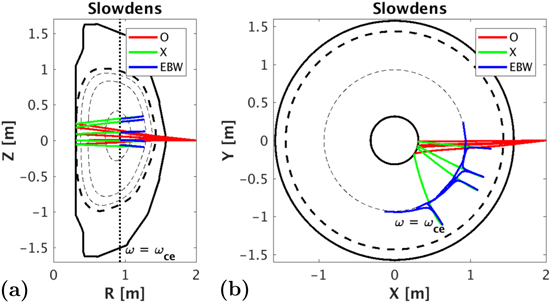 Slowdens
O
X
EBW
1.5
1
0.5
0
-0.5
-1
-1.5
Z [m]
ω = ωce
0 0.5 1 1.5 2
R [m]
(a)
Slowdens
O
X
EBW
1.5
1
0.5
0
-0.5
-1
-1.5
Y [m]
ω = ωce
-1 0 1 2
X [m]
(b)